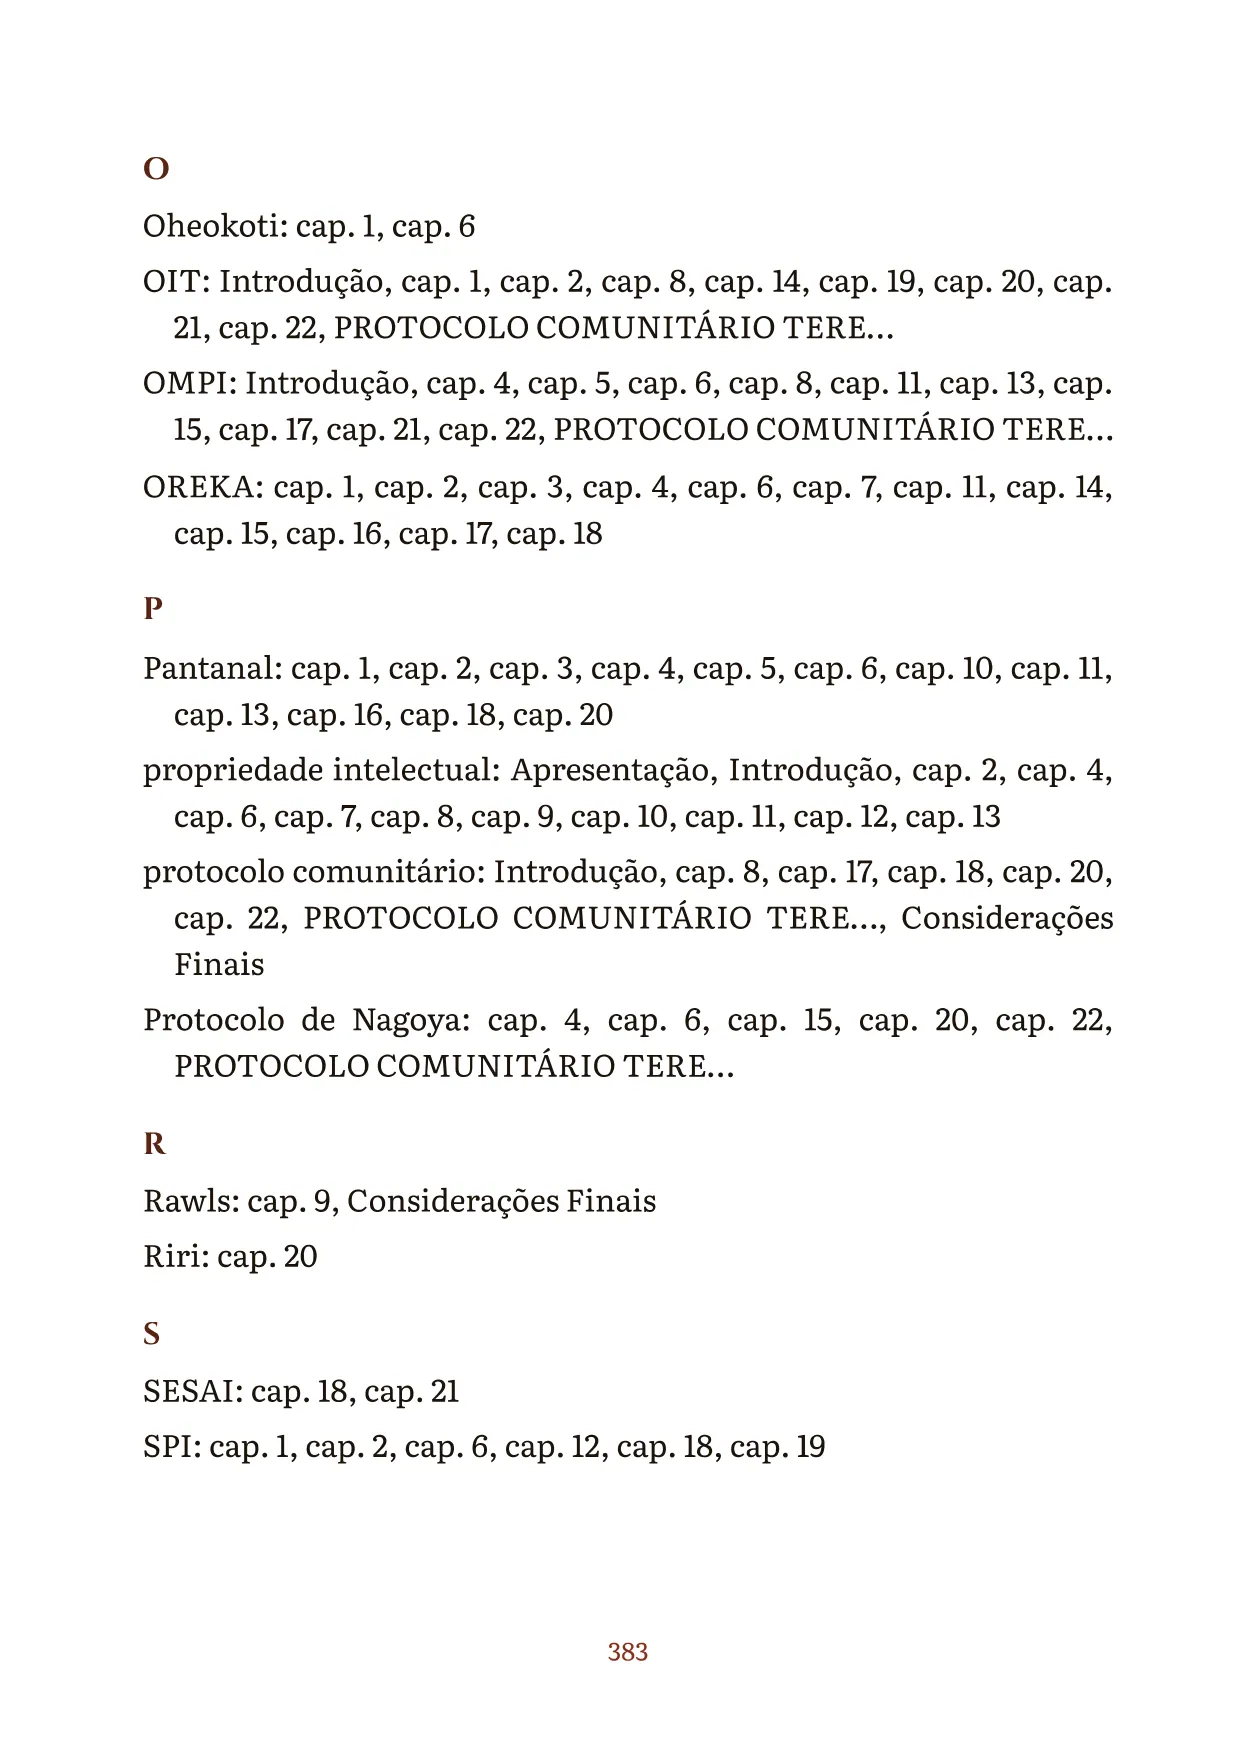 O
Oheokoti: cap. 1, cap. 6
OIT: Introdução, cap. 1, cap. 2, cap. 8, cap. 14, cap. 19, cap. 20, cap.
21, cap. 22, PROTOCOLO COMUNITÁRIO TERE...
OMPI: Introdução, cap. 4, cap. 5, cap. 6, cap. 8, cap. 11, cap. 13, cap.
15, cap. 17, cap. 21, cap. 22, PROTOCOLO COMUNITÁRIO TERE...
OREKA: cap. 1, cap. 2, cap. 3, cap. 4, cap. 6, cap. 7, cap. 11, cap. 14,
cap. 15, cap. 16, cap. 17, cap. 18
P
Pantanal: cap. 1, cap. 2, cap. 3, cap. 4, cap. 5, cap. 6, cap. 10, cap. 11,
cap. 13, cap. 16, cap. 18, cap. 20
propriedade intelectual: Apresentação, Introdução, cap. 2, cap. 4,
cap. 6, cap. 7, cap. 8, cap. 9, cap. 10, cap. 11, cap. 12, cap. 13
protocolo comunitário: Introdução, cap. 8, cap. 17, cap. 18, cap. 20,
cap. 22, PROTOCOLO COMUNITÁRIO TERE..., Considerações
Finais
Protocolo de Nagoya: cap. 4, cap. 6, cap. 15, cap. 20, cap. 22,
PROTOCOLO COMUNITÁRIO TERE...
R
Rawls: cap. 9, Considerações Finais
Riri: cap. 20
S
SESAI: cap. 18, cap. 21
SPI: cap. 1, cap. 2, cap. 6, cap. 12, cap. 18, cap. 19
383